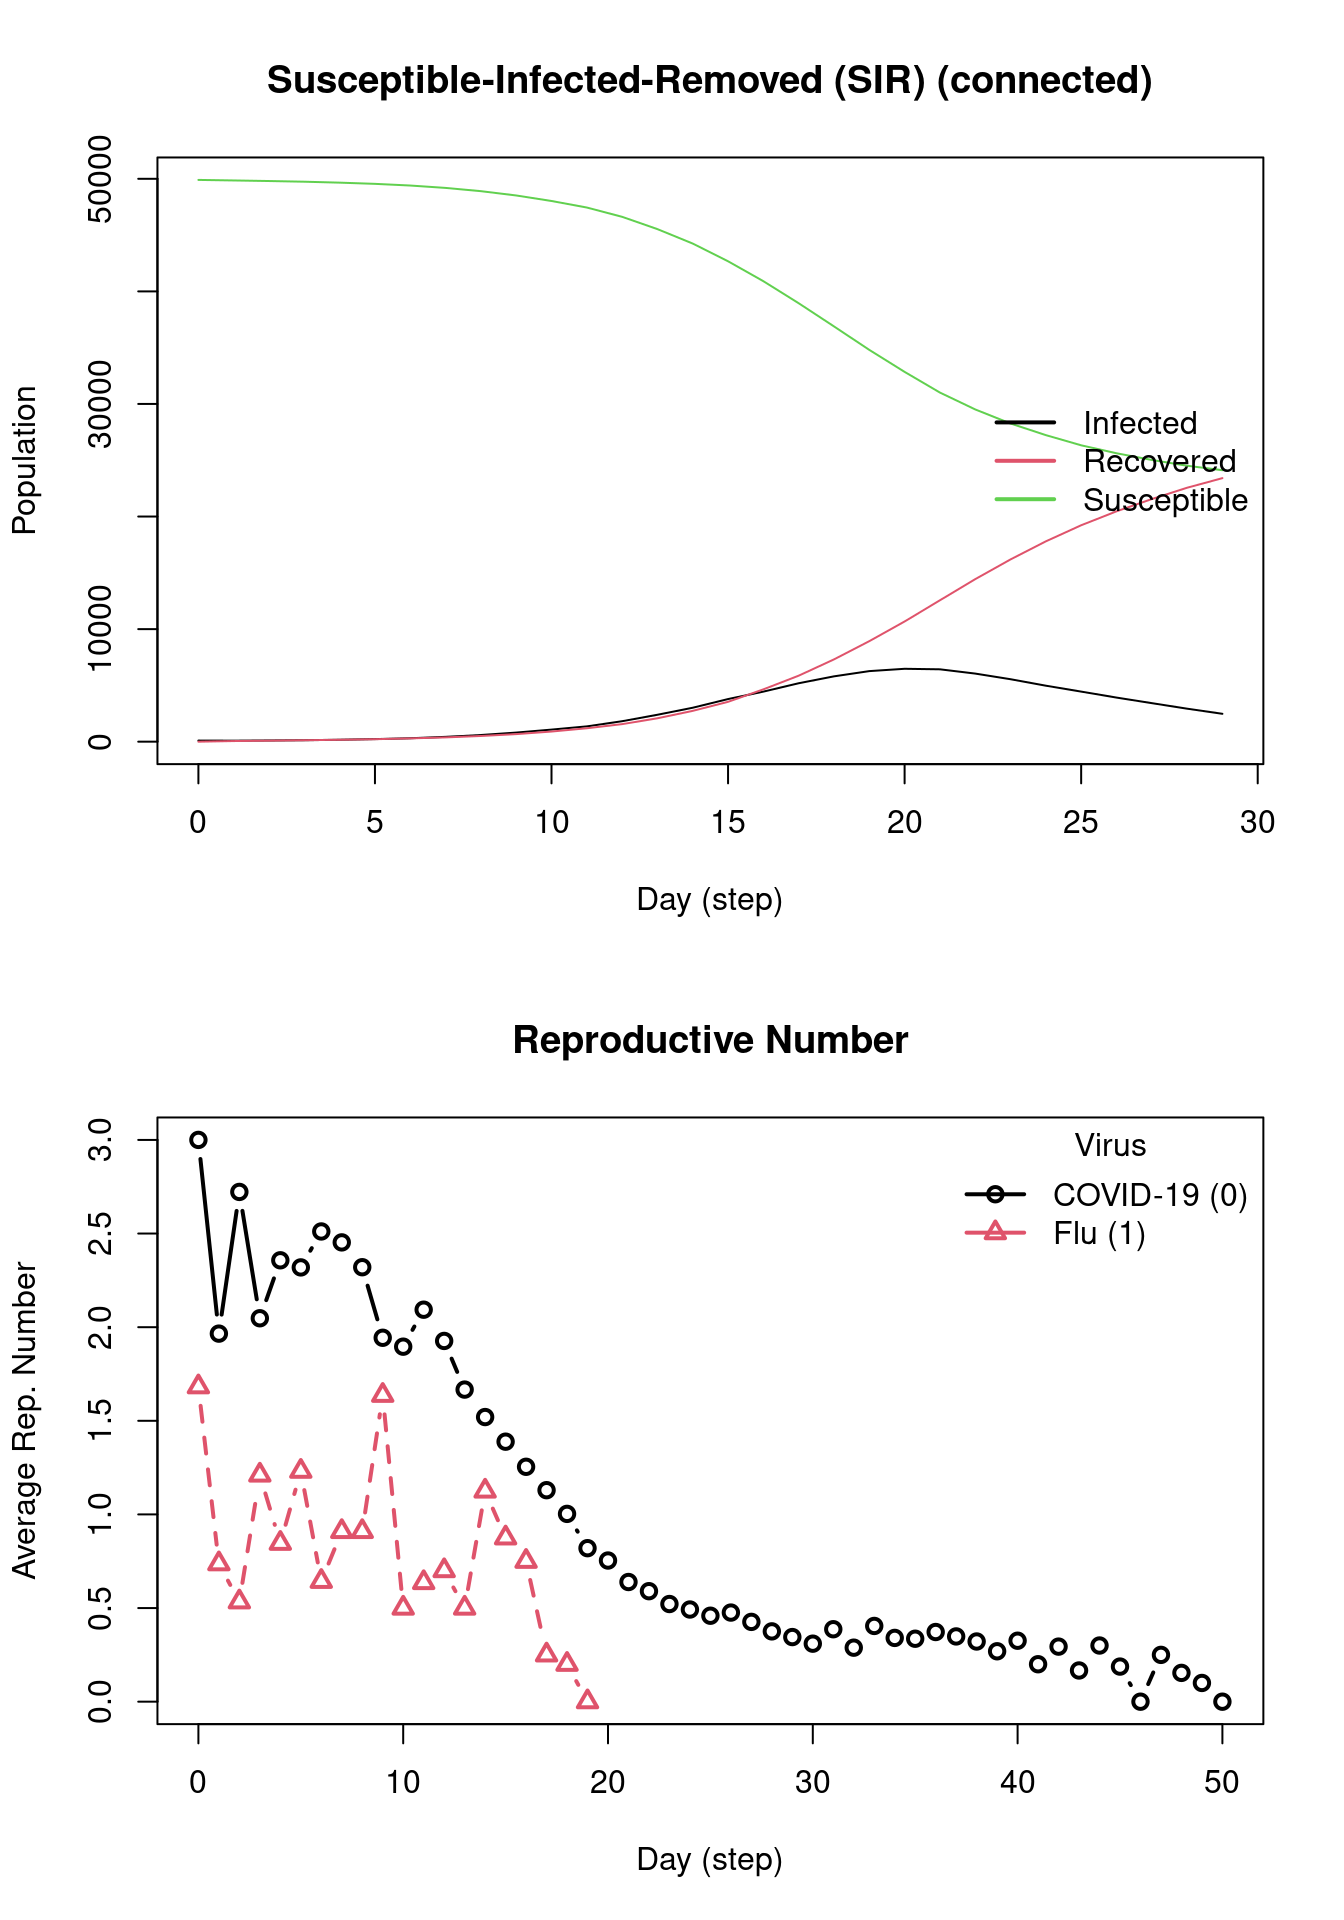 Susceptible-Infected-Removed (SIR) (connected)
50000
30000
10000
0
Population
Infected
Recovered
Susceptible
0 5 10 15 20 25 30
Day (step)
Reproductive Number
3.0
2.5
2.0
1.5
1.0
0.5
0.0
Average Rep. Number
Virus
COVID-19 (0)
Flu (1)
0 10 20 30 40 50
Day (step)